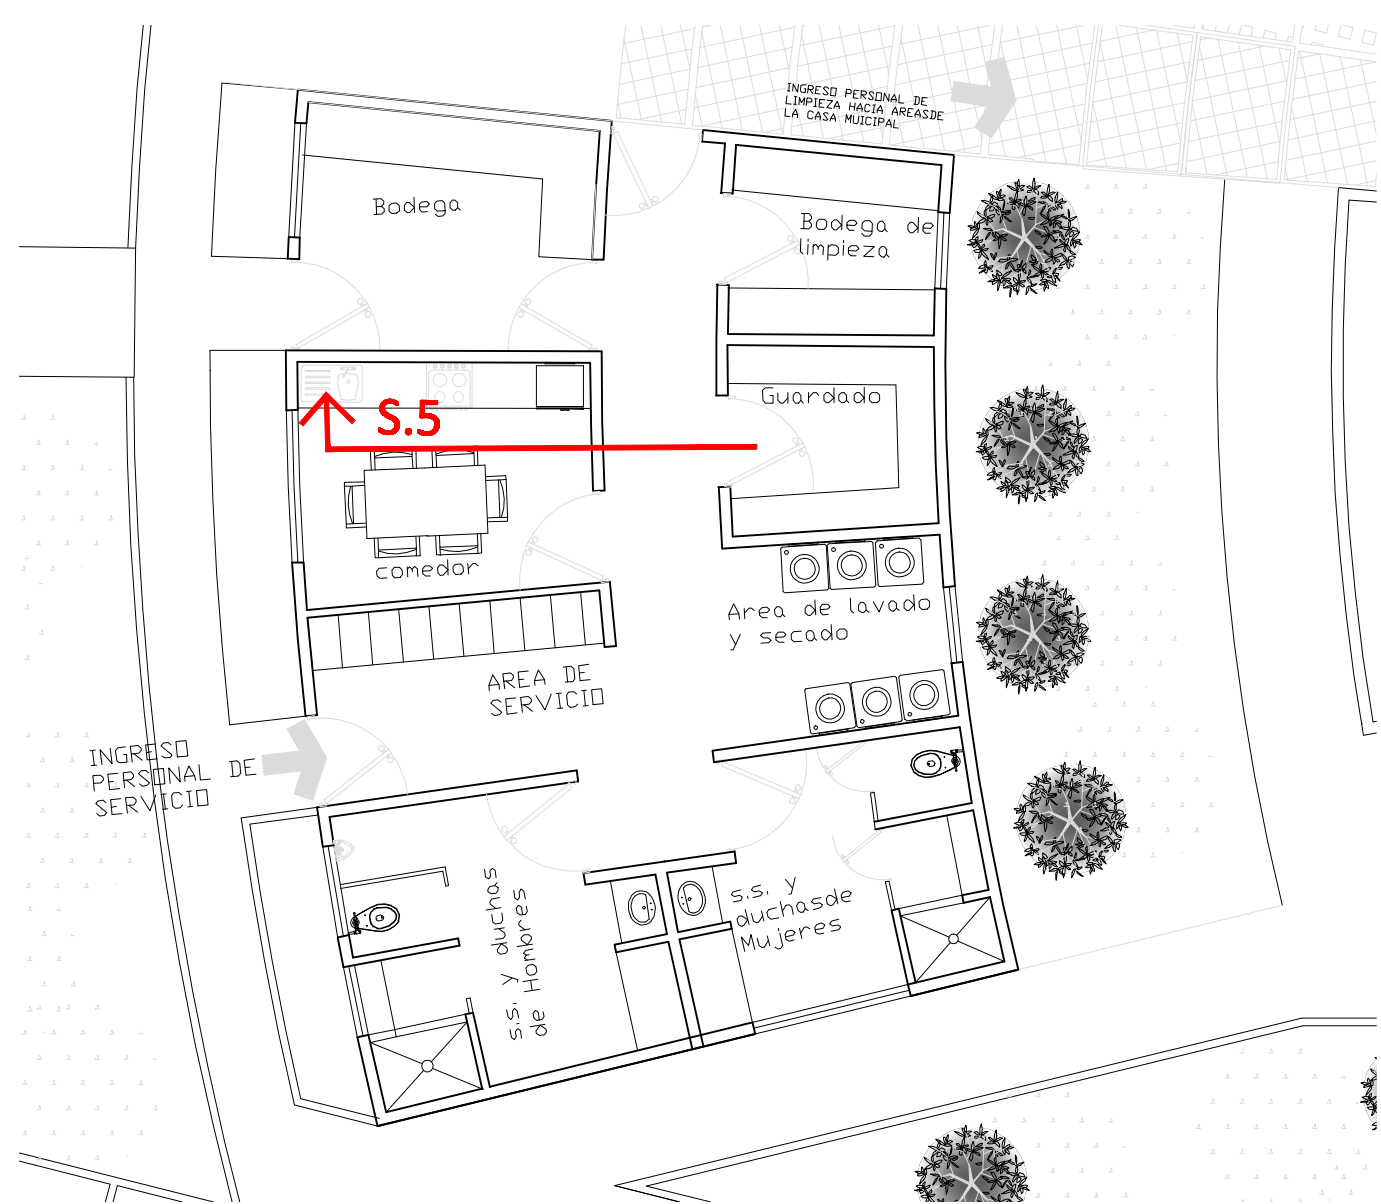 INGRESO PERSONAL DE
LIMPIEZA HACIA AREASDE
LA CASA MUICIPAL
Bodega
Bodega de
limpieza
Guardado
S.5
comedor
Area de lavado
y secado
AREA DE
SERVICIO
INGRESO
PERSONAL DE
SERVICIO
s.s. y duchas
de Hombres
s.s. y
duchasde
Mujeres